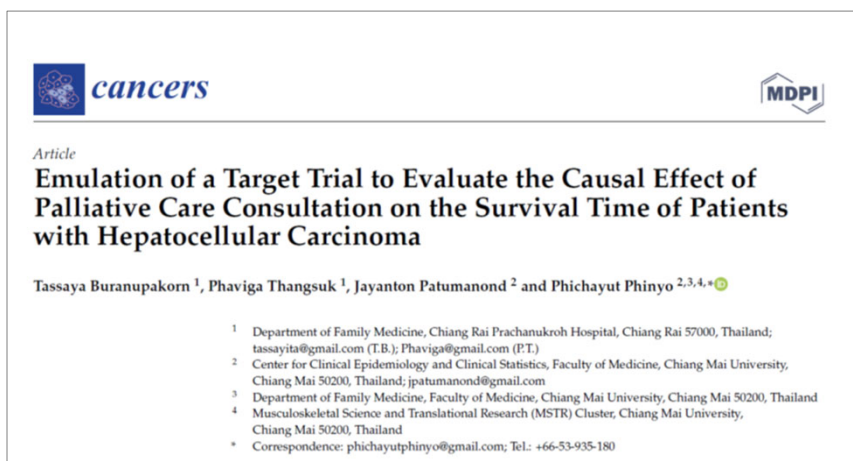 cancers
MDPI
Article
Emulation of a Target Trial to Evaluate the Causal Effect of
Palliative Care Consultation on the Survival Time of Patients
with Hepatocellular Carcinoma
Tassaya Buranupakorn 1, Phaviga Thangsuk 1, Jayanton Patumanond 2 and Phichayut Phinyo 2,3,4,*
1 Department of Family Medicine, Chiang Rai Prachanukroh Hospital, Chiang Rai 57000, Thailand;
tassayita@gmail.com (T.B.); Phaviga@gmail.com (P.T.)
2 Center for Clinical Epidemiology and Clinical Statistics, Faculty of Medicine, Chiang Mai University,
Chiang Mai 50200, Thailand; jpatumanond@gmail.com
3 Department of Family Medicine, Faculty of Medicine, Chiang Mai University, Chiang Mai 50200, Thailand
4 Musculoskeletal Science and Translational Research (MSTR) Cluster, Chiang Mai University,
Chiang Mai 50200, Thailand
* Correspondence: phichayutphinyo@gmail.com; Tel.: +66-53-935-180